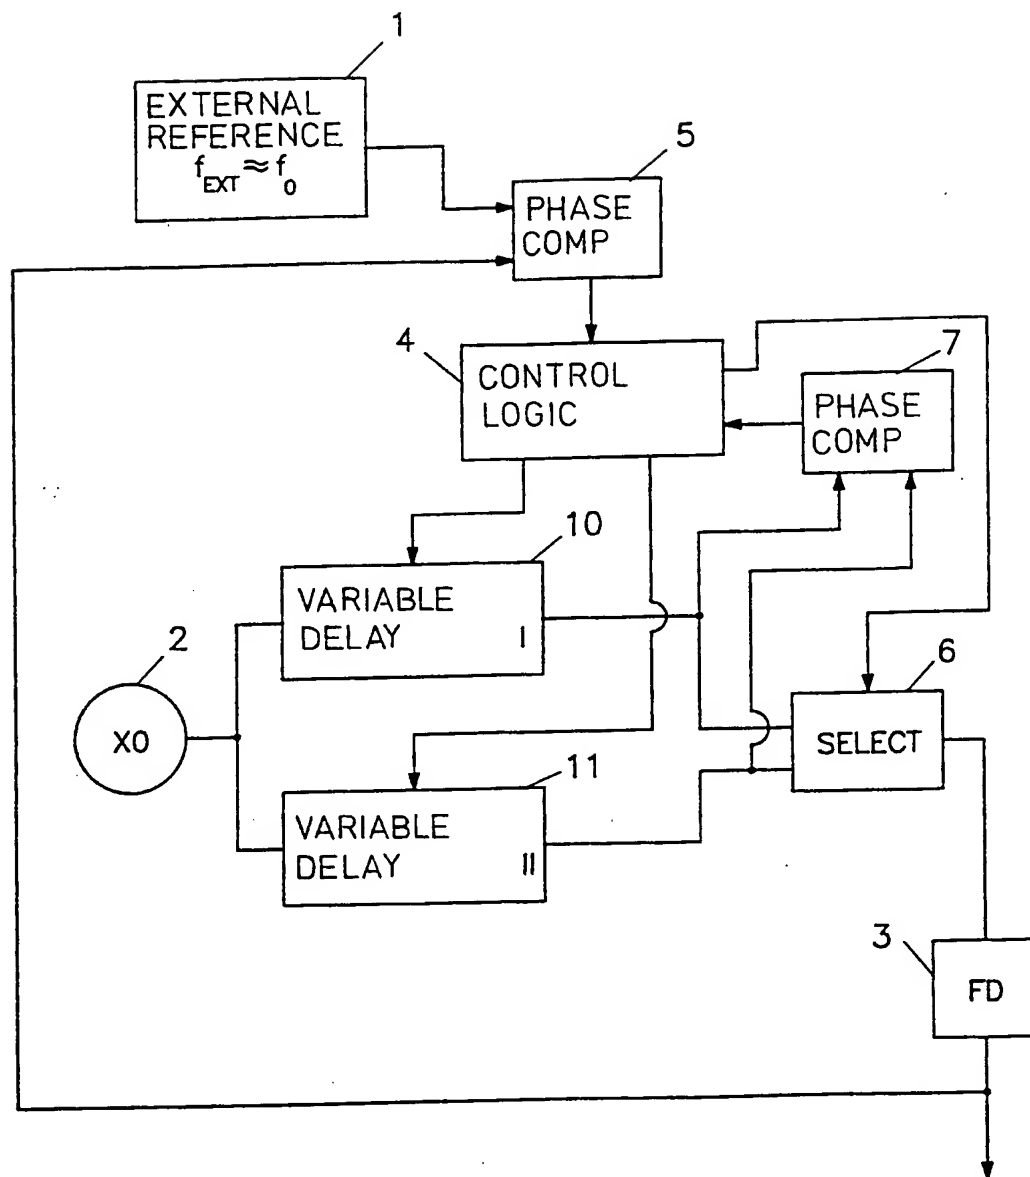 1
EXTERNAL
REFERENCE
f_EXT ≈ f_0
5
PHASE
COMP
4
CONTROL
LOGIC
7
PHASE
COMP
10
VARIABLE
DELAY I
2
XO
6
SELECT
11
VARIABLE
DELAY II
3
FD